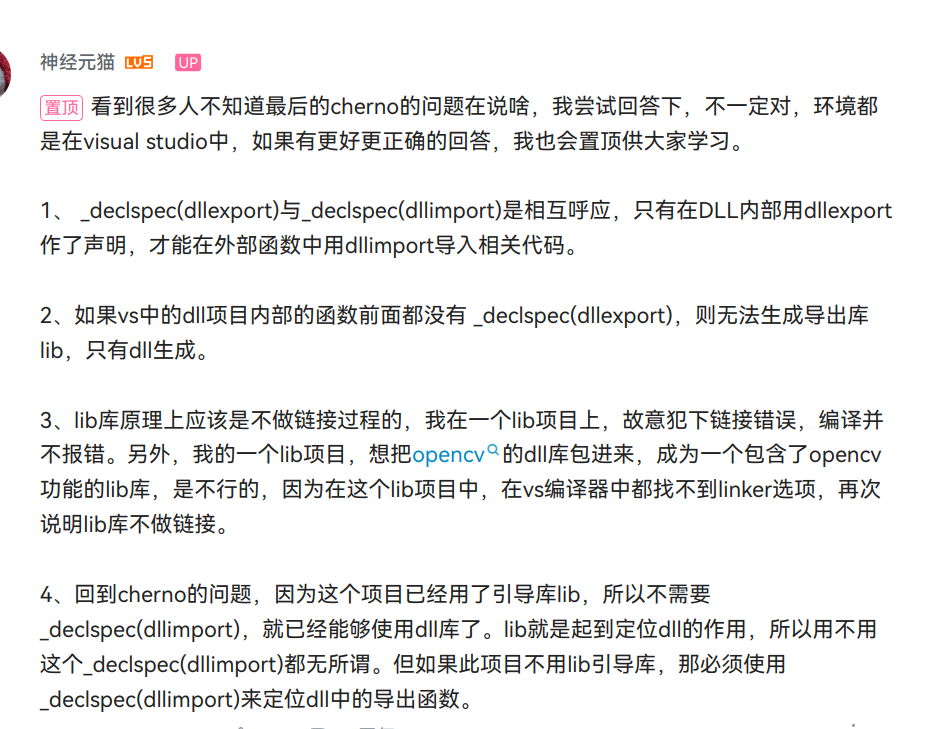 神经元猫 LV5 UP
置顶 看到很多人不知道最后的cherno的问题在说啥，我尝试回答下，不一定对，环境都
是在visual studio中，如果有更好更正确的回答，我也会置顶供大家学习。
1、 _declspec(dllexport)与_declspec(dllimport)是相互呼应，只有在DLL内部用dllexport
作了声明，才能在外部函数中用dllimport导入相关代码。
2、如果vs中的dll项目内部的函数前面都没有 _declspec(dllexport)，则无法生成导出库
lib，只有dll生成。
3、lib库原理上应该是不做链接过程的，我在一个lib项目上，故意犯下链接错误，编译并
不报错。另外，我的一个lib项目，想把opencv的dll库包进来，成为一个包含了opencv
功能的lib库，是不行的，因为在这个lib项目中，在vs编译器中都找不到linker选项，再次
说明lib库不做链接。
4、回到cherno的问题，因为这个项目已经用了引导库lib，所以不需要
_declspec(dllimport)，就已经能够使用dll库了。lib就是起到定位dll的作用，所以用不用
这个_declspec(dllimport)都无所谓。但如果此项目不用lib引导库，那必须使用
_declspec(dllimport)来定位dll中的导出函数。